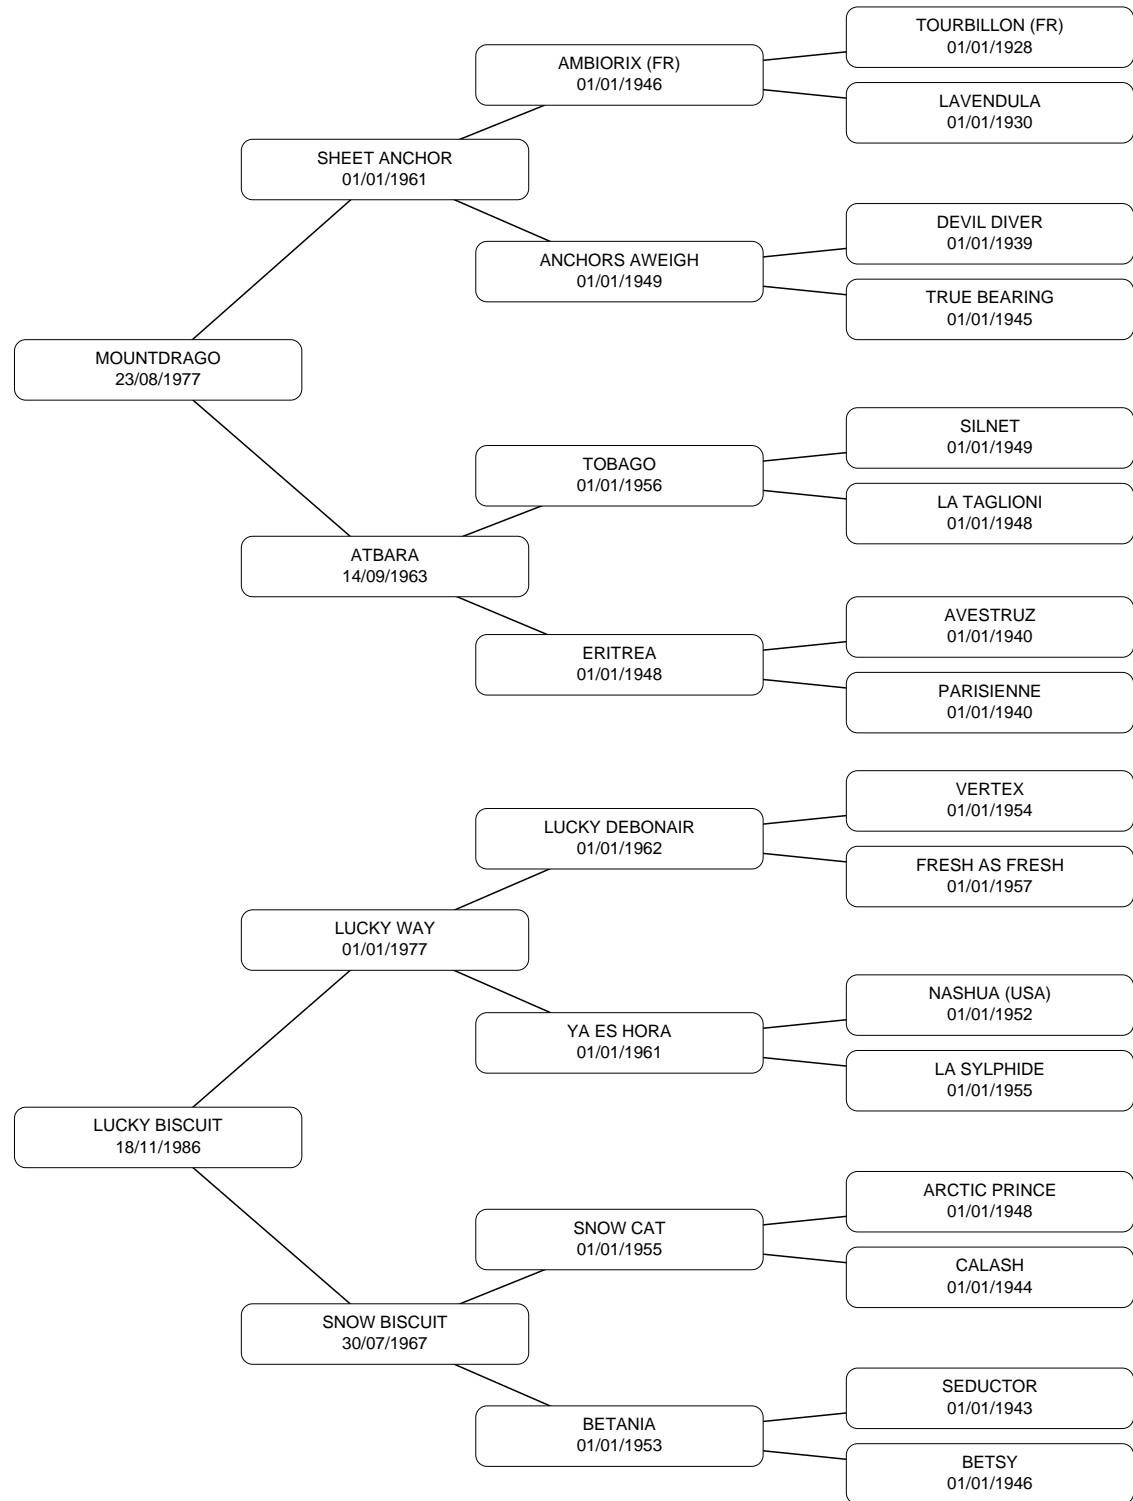 TOURBILLON (FR)
01/01/1928
AMBIORIX (FR)
01/01/1946
LAVENDULA
01/01/1930
SHEET ANCHOR
01/01/1961
DEVIL DIVER
01/01/1939
ANCHORS AWEIGH
01/01/1949
TRUE BEARING
01/01/1945
MOUNTDRAGO
23/08/1977
SILNET
01/01/1949
TOBAGO
01/01/1956
LA TAGLIONI
01/01/1948
ATBARA
14/09/1963
AVESTRUZ
01/01/1940
ERITREA
01/01/1948
PARISIENNE
01/01/1940
VERTEX
01/01/1954
LUCKY DEBONAIR
01/01/1962
FRESH AS FRESH
01/01/1957
LUCKY WAY
01/01/1977
NASHUA (USA)
01/01/1952
YA ES HORA
01/01/1961
LA SYLPHIDE
01/01/1955
LUCKY BISCUIT
18/11/1986
ARCTIC PRINCE
01/01/1948
SNOW CAT
01/01/1955
CALASH
01/01/1944
SNOW BISCUIT
30/07/1967
SEDUCTOR
01/01/1943
BETANIA
01/01/1953
BETSY
01/01/1946